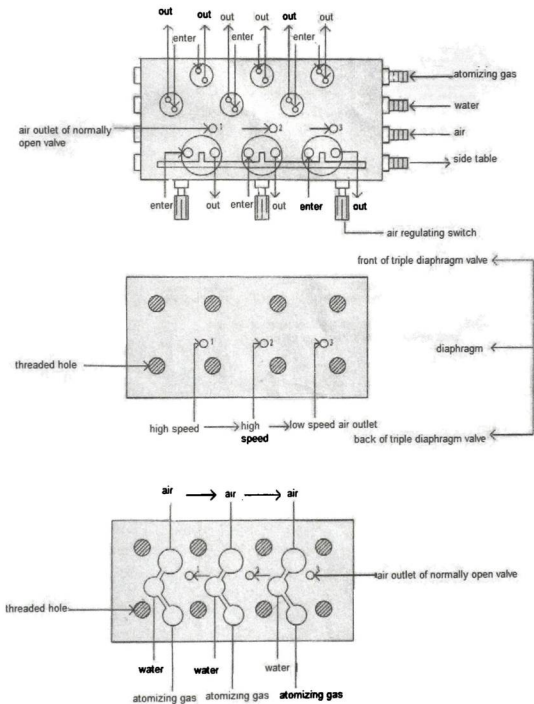 out out out out out out
enter enter enter
atomizing gas
water
air outlet of normally
open valve
1 2 3
air
side table
enter out enter out enter out
air regulating switch
front of triple diaphragm valve
1 2 3
diaphragm
threaded hole
high speed high low speed air outlet
speed
back of triple diaphragm valve
air air air
air outlet of normally open valve
threaded hole
water water water
atomizing gas atomizing gas atomizing gas